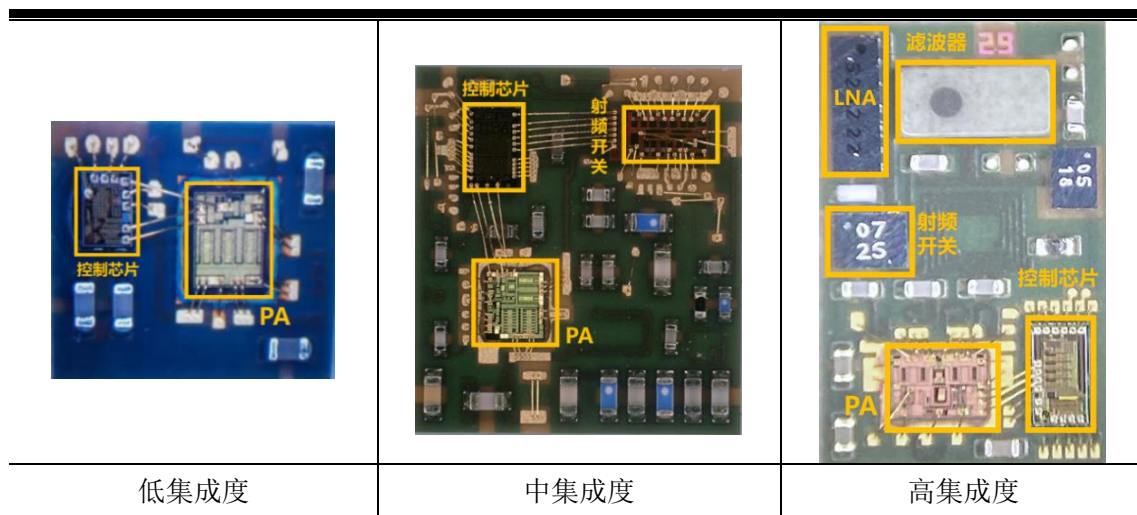 控制芯片
PA
低集成度
控制芯片
射频开关
PA
中集成度
滤波器
29
LNA
05
18
07
2S
射频
开关
控制芯片
PA
高集成度